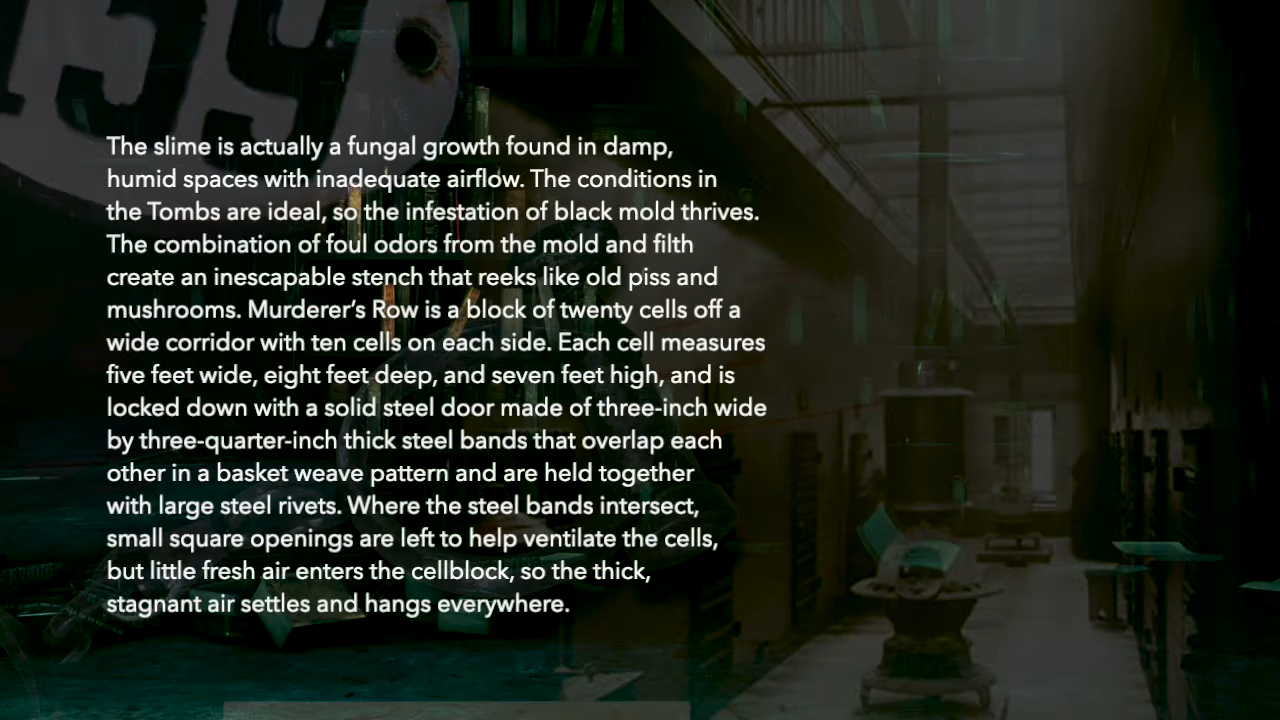 159
The slime is actually a fungal growth found in damp,
humid spaces with inadequate airflow. The conditions in
the Tombs are ideal, so the infestation of black mold thrives.
The combination of foul odors from the mold and filth
create an inescapable stench that reeks like old piss and
mushrooms. Murderer’s Row is a block of twenty cells off a
wide corridor with ten cells on each side. Each cell measures
five feet wide, eight feet deep, and seven feet high, and is
locked down with a solid steel door made of three-inch wide
by three-quarter-inch thick steel bands that overlap each
other in a basket weave pattern and are held together
with large steel rivets. Where the steel bands intersect,
small square openings are left to help ventilate the cells,
but little fresh air enters the cellblock, so the thick,
stagnant air settles and hangs everywhere.